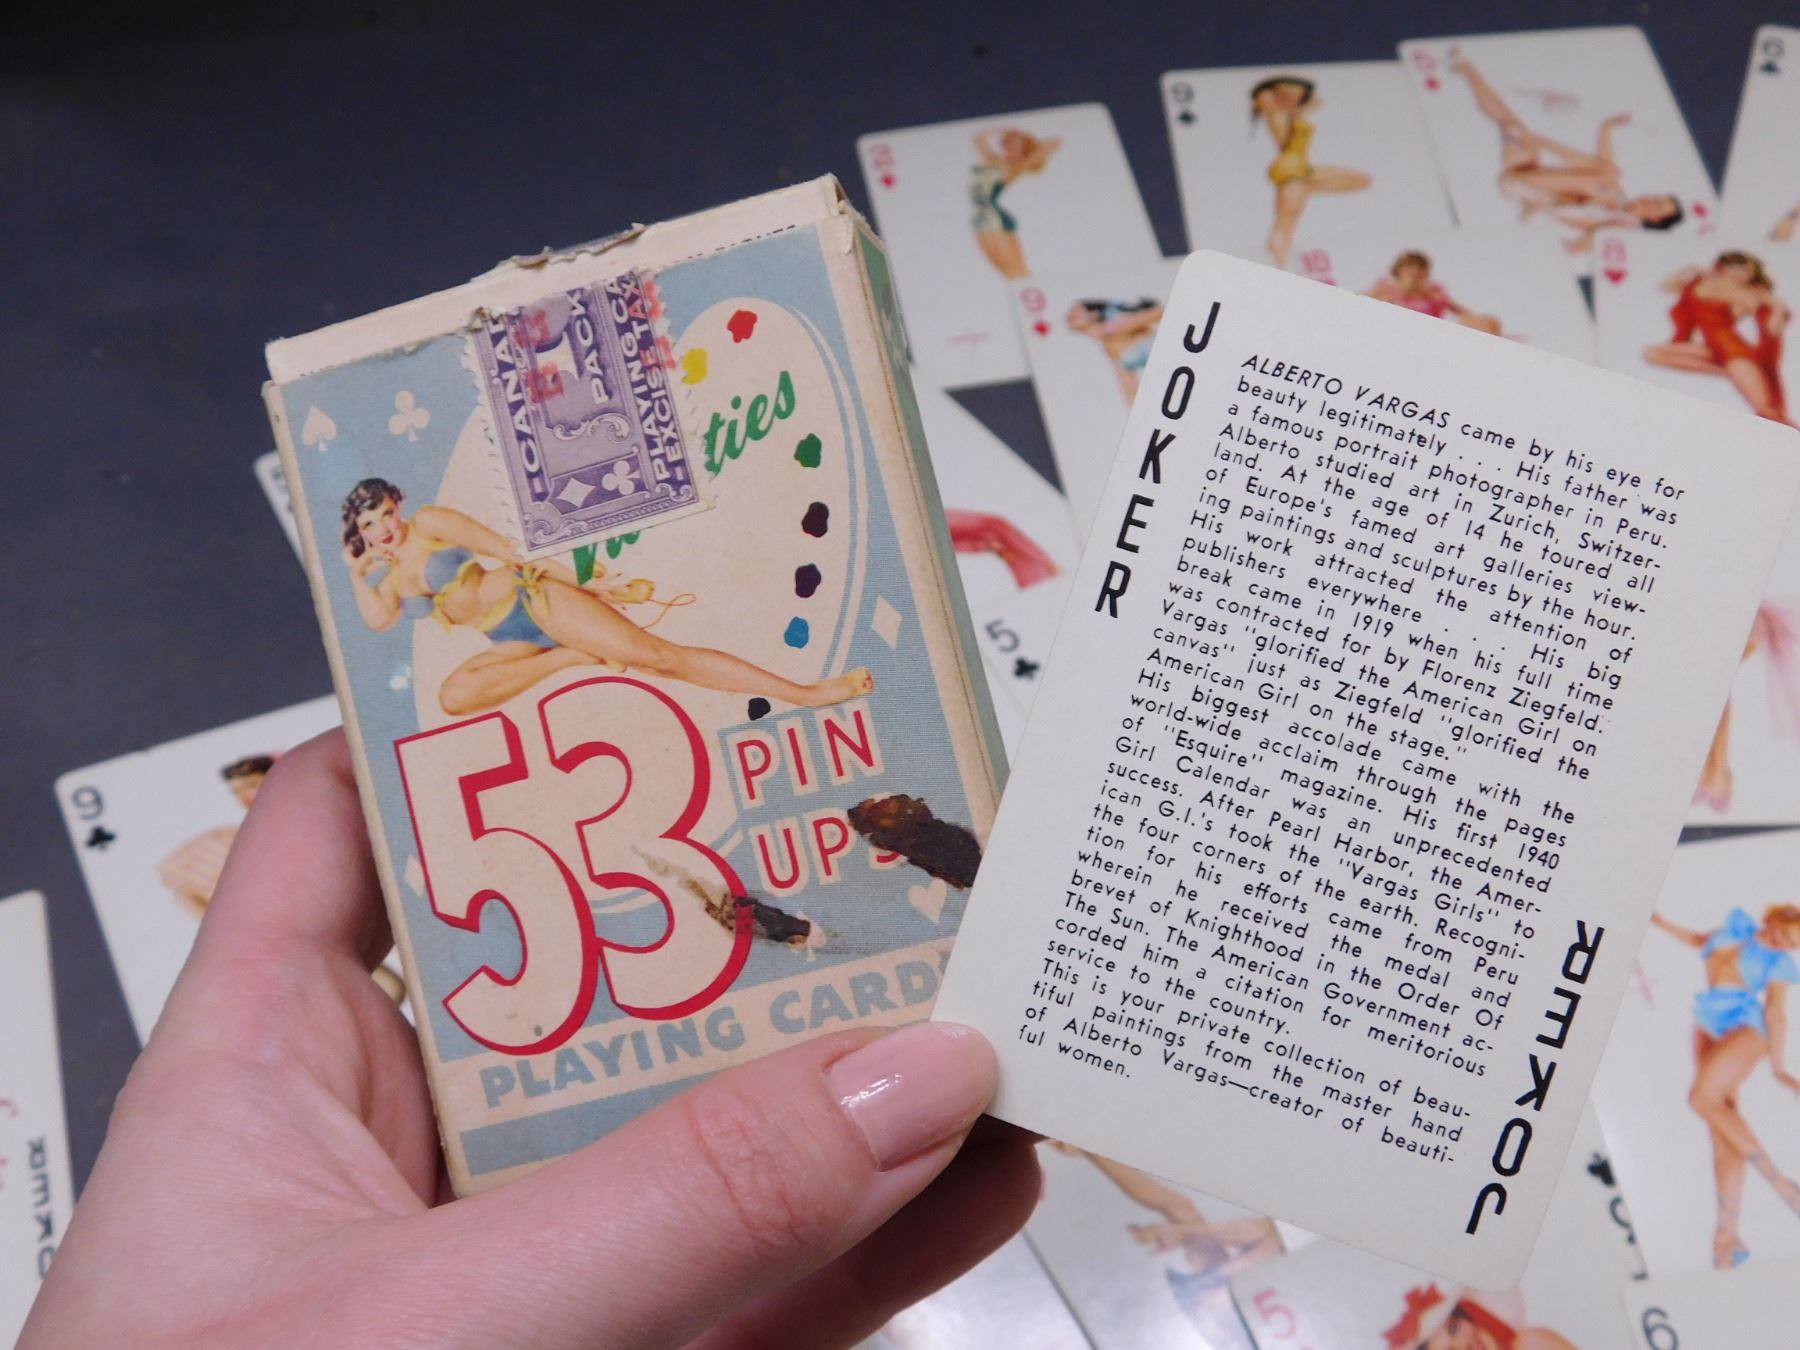 CANADA
PACK
PLAYING CA
EXCISE TAX
ties
53
PIN
UPS
PLAYING CARD
JOKER
ALBERTO VARGAS came by his eye for
beauty legitimately . . . His father was
a famous portrait photographer in Peru.
Alberto studied art in Zurich, Switzer-
land. At the age of 14 he toured all
of Europe's famed art galleries view-
ing paintings and sculptures by the hour.
His work attracted the attention of
publishers everywhere . . . His big
break came in 1919 when his full time
was contracted for by Florenz Ziegfeld.
Vargas "glorified the American Girl on
canvas" just as Ziegfeld "glorified the
American Girl on the stage."
His biggest accolade came with the
world-wide acclaim through the pages
of "Esquire" magazine. His first 1940
Girl Calendar was an unprecedented
success. After Pearl Harbor, the Amer-
ican G.I.'s took the "Vargas Girls" to
the four corners of the earth. Recogni-
tion for his efforts came from Peru
wherein he received the medal and
brevet of Knighthood in the Order Of
The Sun. The American Government ac-
corded him a citation for meritorious
service to the country.
This is your private collection of beau-
tiful paintings from the master hand
of Alberto Vargas—creator of beauti-
ful women.
JOKER
9
9
9
5
5
8
JOKER